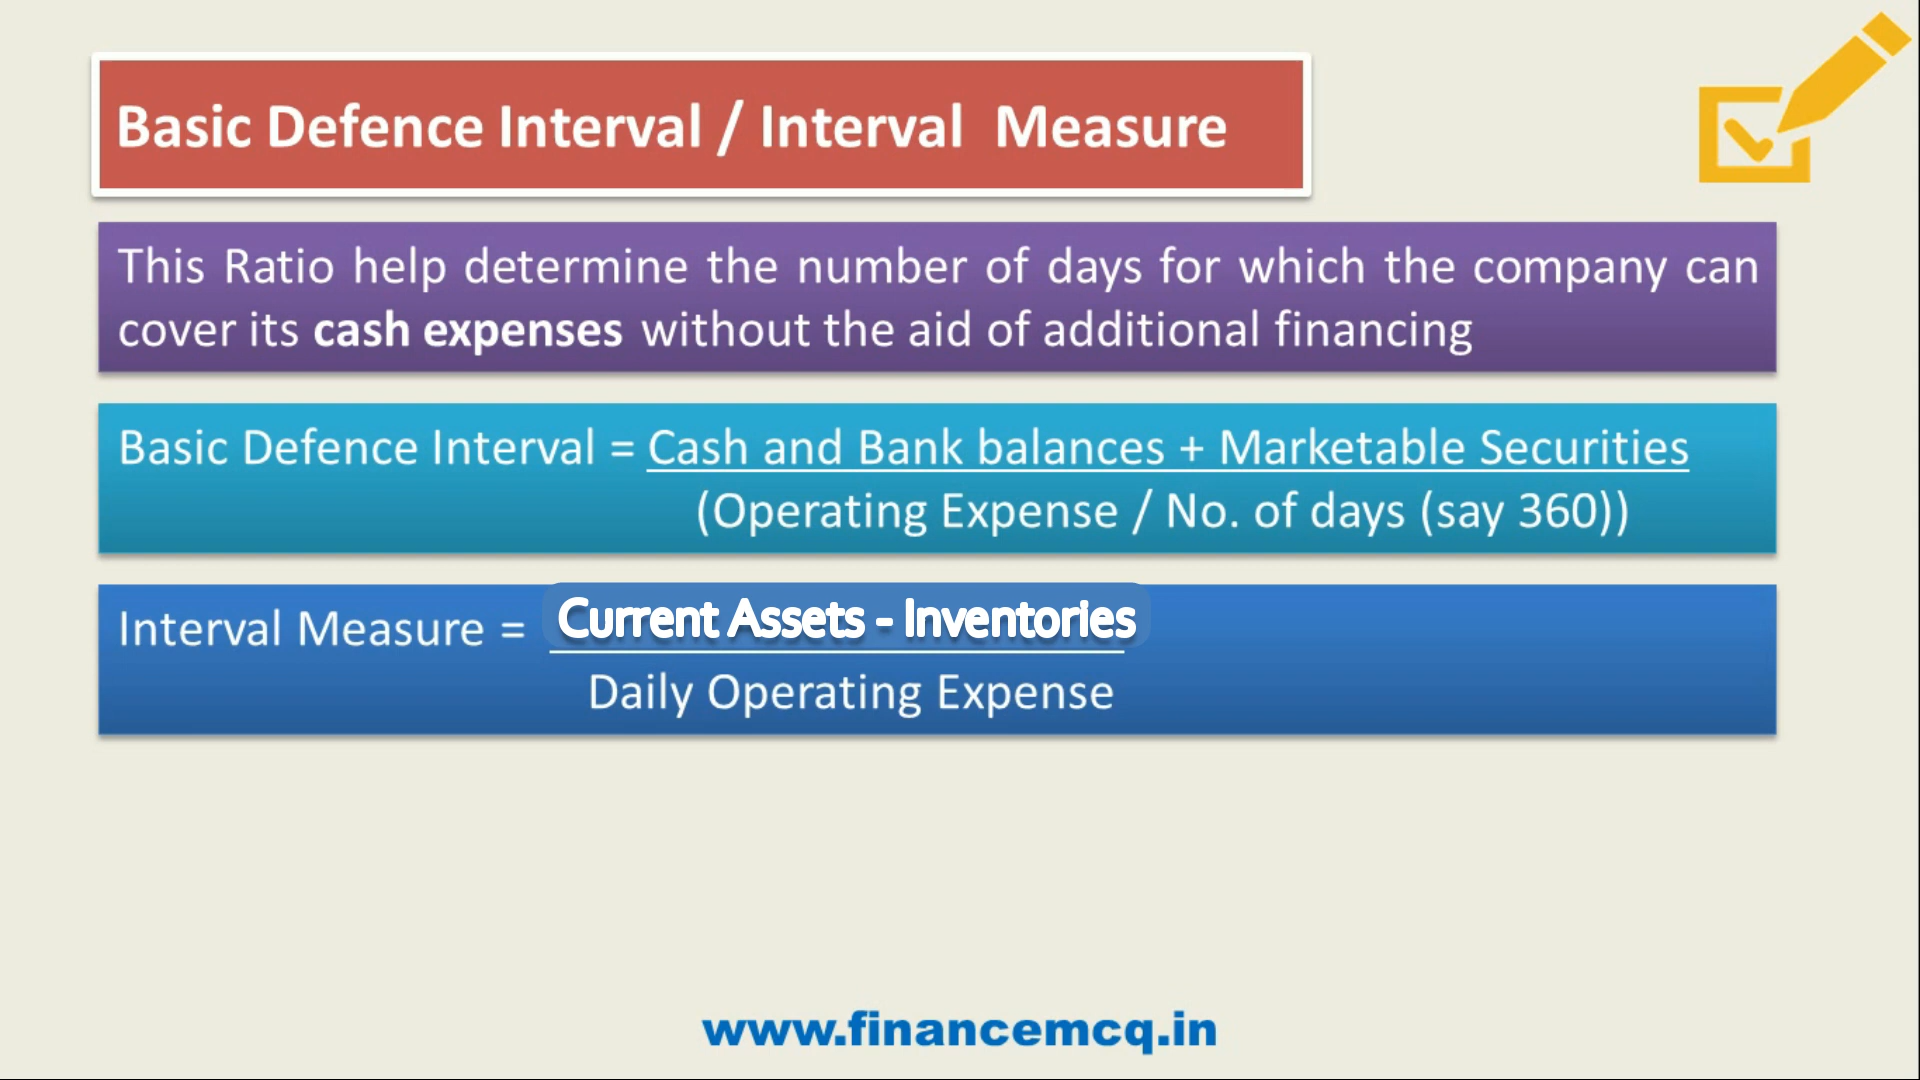 Basic Defence Interval / Interval Measure
This Ratio help determine the number of days for which the company can
cover its cash expenses without the aid of additional financing
Basic Defence Interval = Cash and Bank balances + Marketable Securities
(Operating Expense / No. of days (say 360))
Interval Measure = Current Assets - Inventories
Daily Operating Expense
www.financemcq.in